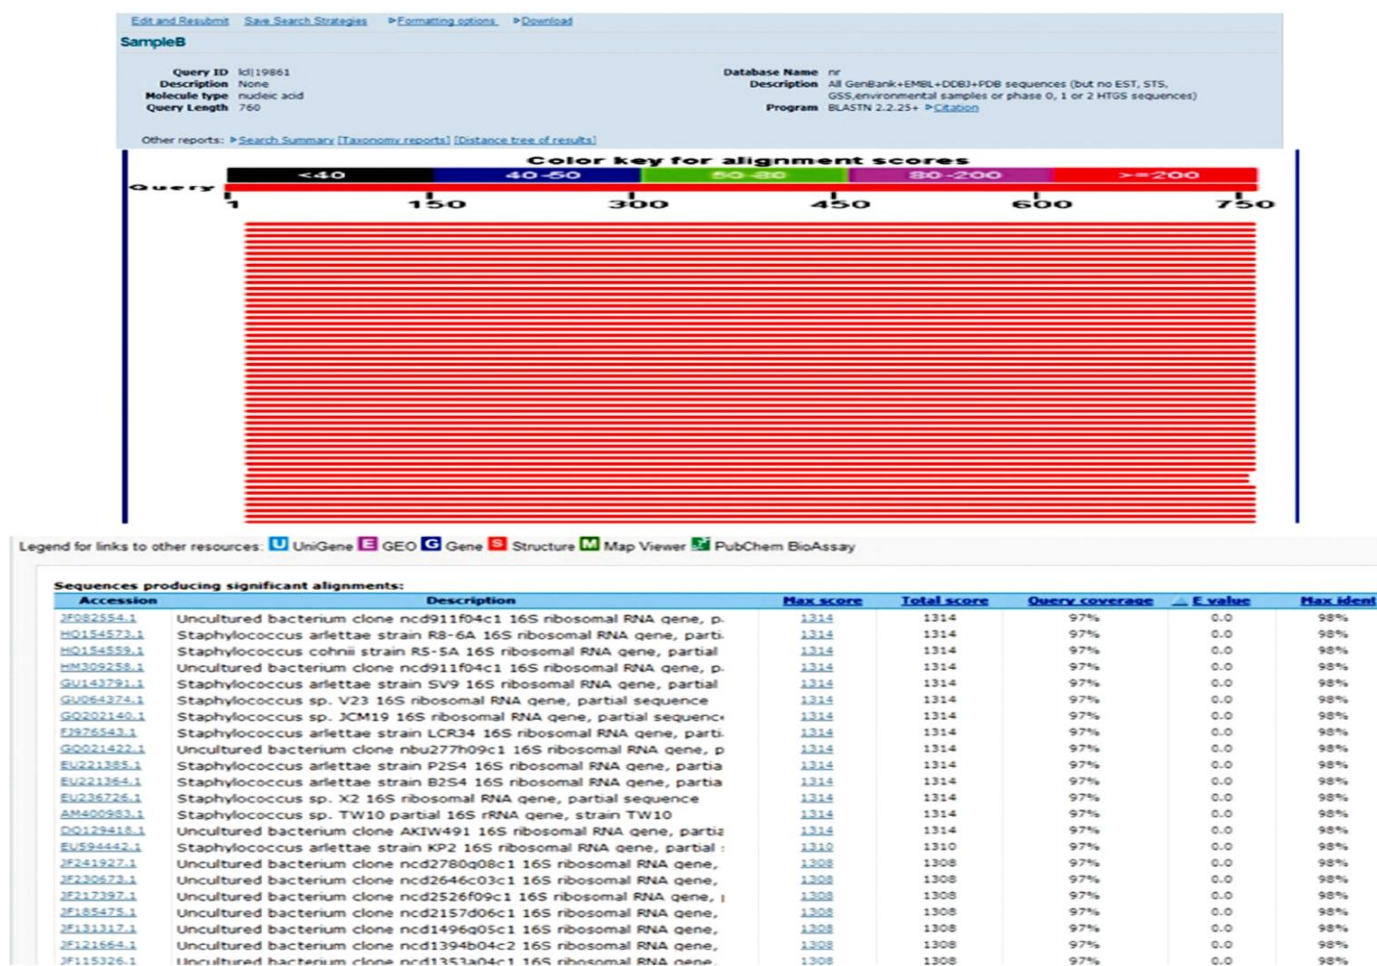 Edit and Resubmit Save Search Strategies Formatting options Download
SampleB
Query ID lcl|19861
Description None
Molecule type nucleic acid
Query Length 760
Database Name nr
Description All GenBank+EMBL+DDBJ+PDB sequences (but no EST, STS,
GSS,environmental samples or phase 0, 1 or 2 HTGS sequences)
Program BLASTN 2.2.25+ Citation
Other reports: Search Summary [Taxonomy reports] [Distance tree of results]
Color key for alignment scores
<40 40-50 50-80 80-200 >=200
Query
1 150 300 450 600 750
Legend for links to other resources: U UniGene E GEO G Gene S Structure M Map Viewer PubChem BioAssay
Sequences producing significant alignments:
Accession Description Max score Total score Query coverage E value Max ident
JF082554.1 Uncultured bacterium clone ncd911f04c1 16S ribosomal RNA gene, p. 1314 1314 97% 0.0 98%
HQ154573.1 Staphylococcus arlettae strain R8-6A 16S ribosomal RNA gene, parti. 1314 1314 97% 0.0 98%
HQ154559.1 Staphylococcus cohnii strain RS-5A 16S ribosomal RNA gene, partial 1314 1314 97% 0.0 98%
HM309258.1 Uncultured bacterium clone ncd911f04c1 16S ribosomal RNA gene, p. 1314 1314 97% 0.0 98%
GU143791.1 Staphylococcus arlettae strain SV9 16S ribosomal RNA gene, partial 1314 1314 97% 0.0 98%
GU064374.1 Staphylococcus sp. V23 16S ribosomal RNA gene, partial sequence 1314 1314 97% 0.0 98%
GQ202140.1 Staphylococcus sp. JCM19 16S ribosomal RNA gene, partial sequenc 1314 1314 97% 0.0 98%
FJ976543.1 Staphylococcus arlettae strain LCR34 16S ribosomal RNA gene, parti. 1314 1314 97% 0.0 98%
GQ021422.1 Uncultured bacterium clone nbu277h09c1 16S ribosomal RNA gene, p 1314 1314 97% 0.0 98%
EU221385.1 Staphylococcus arlettae strain P2S4 16S ribosomal RNA gene, partia 1314 1314 97% 0.0 98%
EU221364.1 Staphylococcus arlettae strain B2S4 16S ribosomal RNA gene, partia 1314 1314 97% 0.0 98%
EU236726.1 Staphylococcus sp. X2 16S ribosomal RNA gene, partial sequence 1314 1314 97% 0.0 98%
AM400983.1 Staphylococcus sp. TW10 partial 16S rRNA gene, strain TW10 1314 1314 97% 0.0 98%
DQ129418.1 Uncultured bacterium clone AKIW491 16S ribosomal RNA gene, partia 1314 1314 97% 0.0 98%
EU594442.1 Staphylococcus arlettae strain KP2 16S ribosomal RNA gene, partial 1310 1310 97% 0.0 98%
JF241927.1 Uncultured bacterium clone ncd2780g08c1 16S ribosomal RNA gene, 1308 1308 97% 0.0 98%
JF230673.1 Uncultured bacterium clone ncd2646c03c1 16S ribosomal RNA gene, 1308 1308 97% 0.0 98%
JF217397.1 Uncultured bacterium clone ncd2526f09c1 16S ribosomal RNA gene, 1308 1308 97% 0.0 98%
JF185475.1 Uncultured bacterium clone ncd2157d06c1 16S ribosomal RNA gene, 1308 1308 97% 0.0 98%
JF131317.1 Uncultured bacterium clone ncd1496g05c1 16S ribosomal RNA gene, 1308 1308 97% 0.0 98%
JF121664.1 Uncultured bacterium clone ncd1394b04c2 16S ribosomal RNA gene, 1308 1308 97% 0.0 98%
JF115326.1 Uncultured bacterium clone ncd1353a04c1 16S ribosomal RNA gene. 1308 1308 97% 0.0 98%